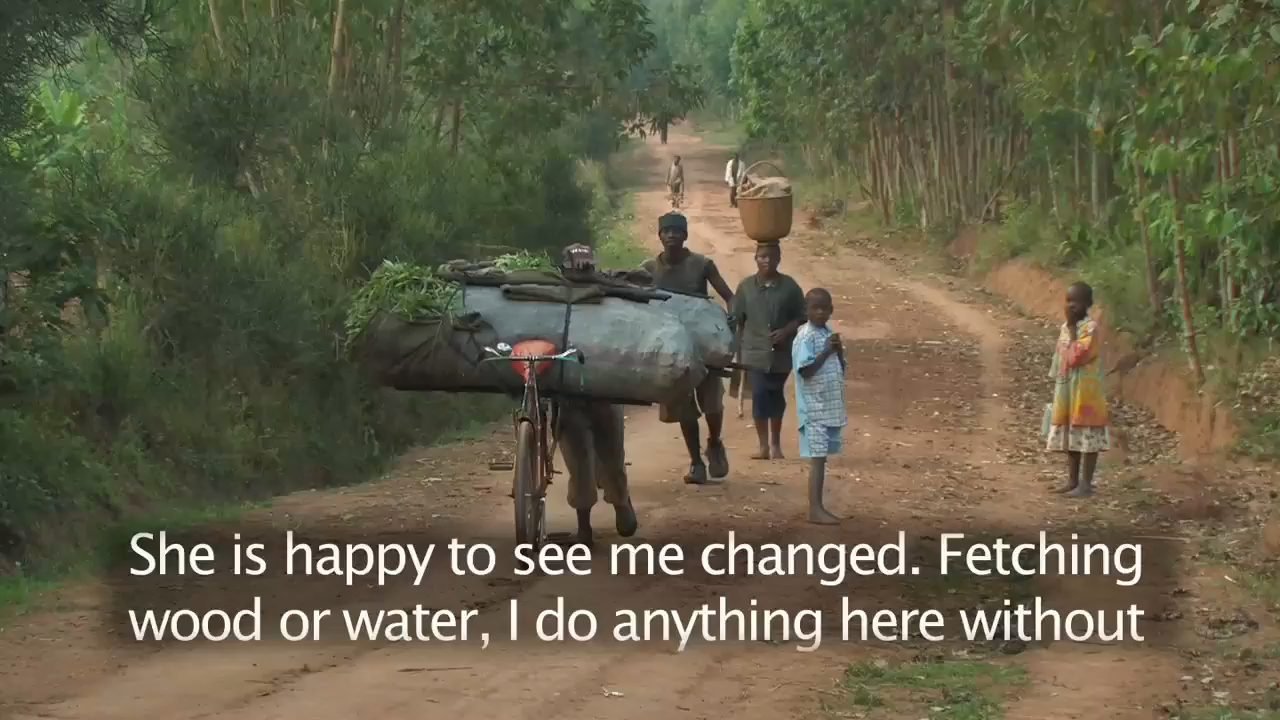 She is happy to see me changed. Fetching
wood or water, I do anything here without